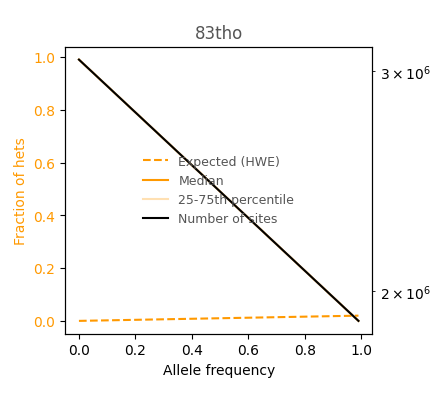 83tho
Fraction of hets
1.0
0.8
0.6
0.4
0.2
0.0
3 × 10⁶
2 × 10⁶
Expected (HWE)
Median
25-75th percentile
Number of sites
0.0 0.2 0.4 0.6 0.8 1.0
Allele frequency